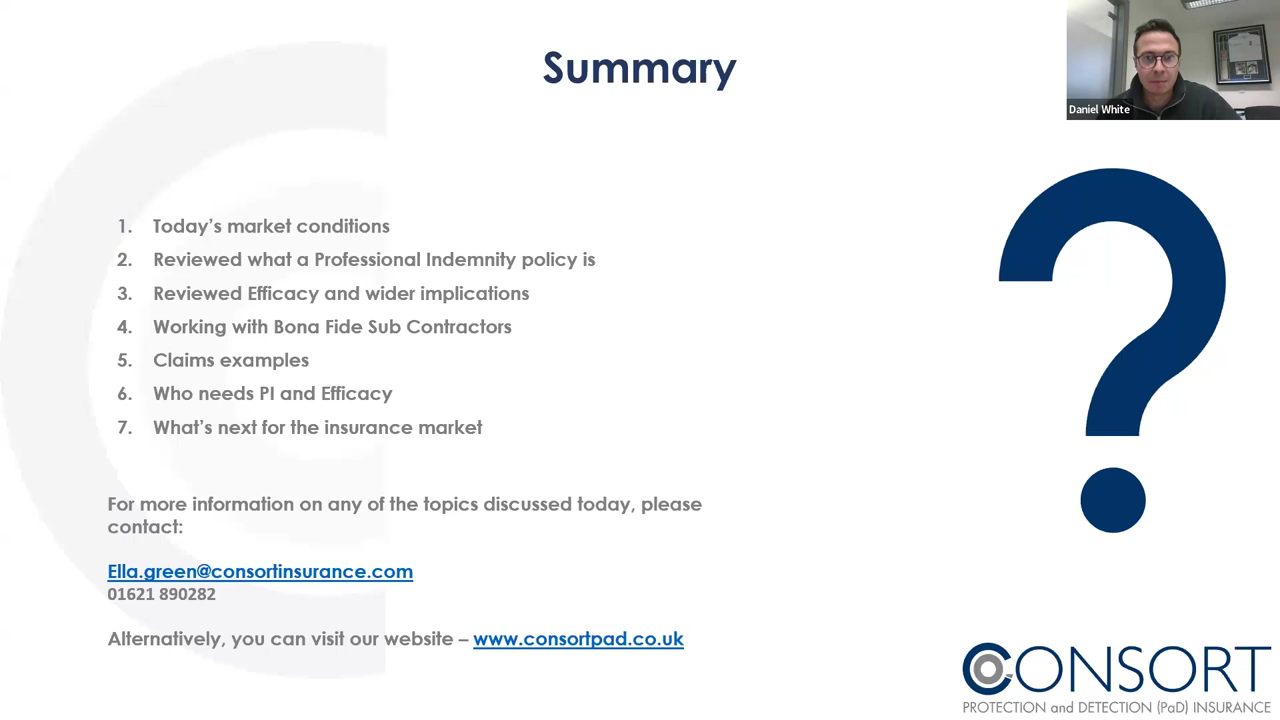 Summary
Daniel White
1. Today's market conditions
2. Reviewed what a Professional Indemnity policy is
3. Reviewed Efficacy and wider implications
4. Working with Bona Fide Sub Contractors
5. Claims examples
6. Who needs PI and Efficacy
7. What's next for the insurance market
For more information on any of the topics discussed today, please
contact:
Ella.green@consortinsurance.com
01621 890282
Alternatively, you can visit our website – www.consortpad.co.uk
?
CONSORT
PROTECTION and DETECTION (PaD) INSURANCE